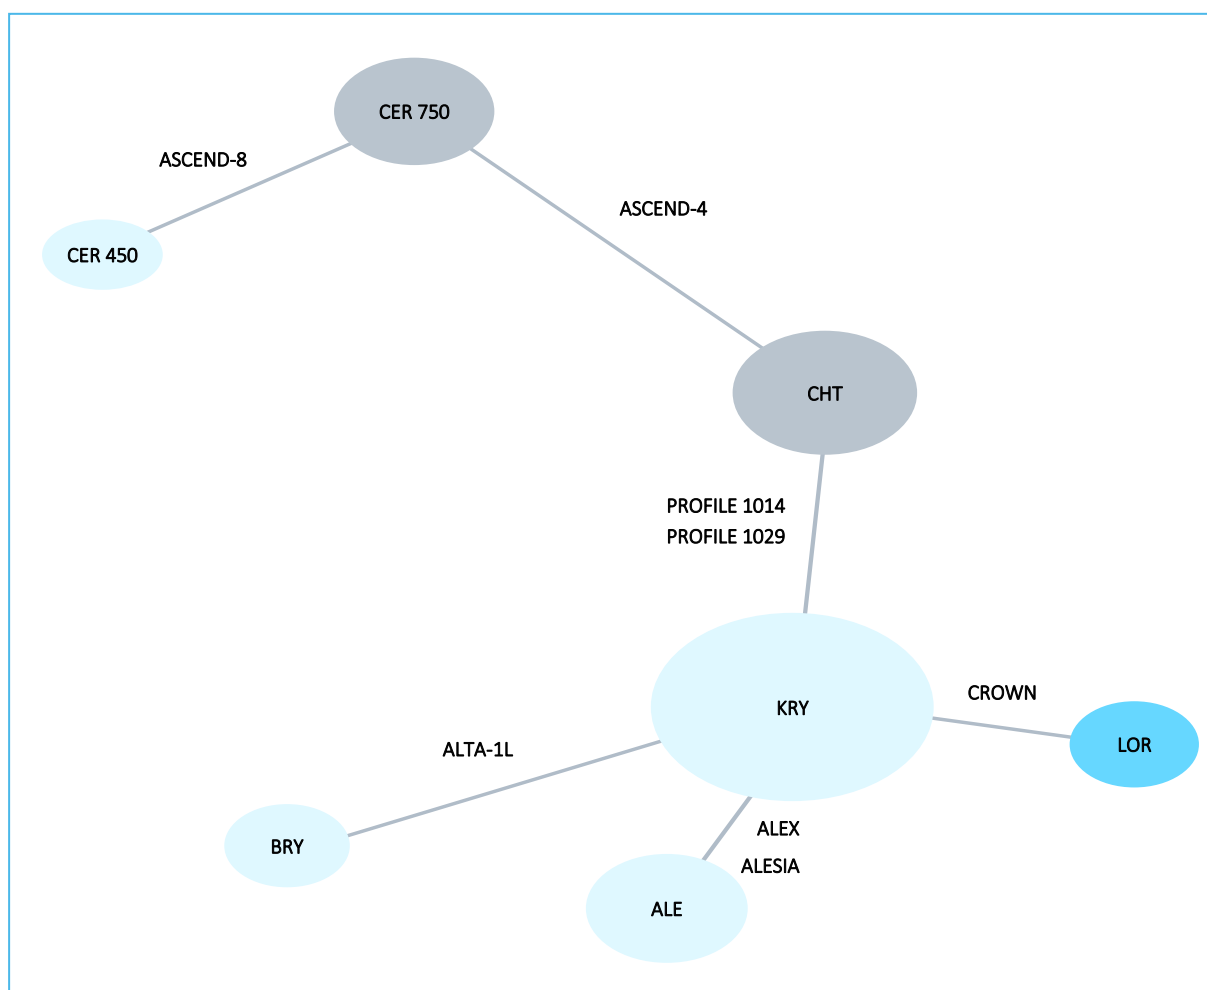 CER 750
ASCEND-8
ASCEND-4
CER 450
CHT
PROFILE 1014
PROFILE 1029
CROWN
KRY
LOR
ALTA-1L
ALEX
BRY
ALESIA
ALE